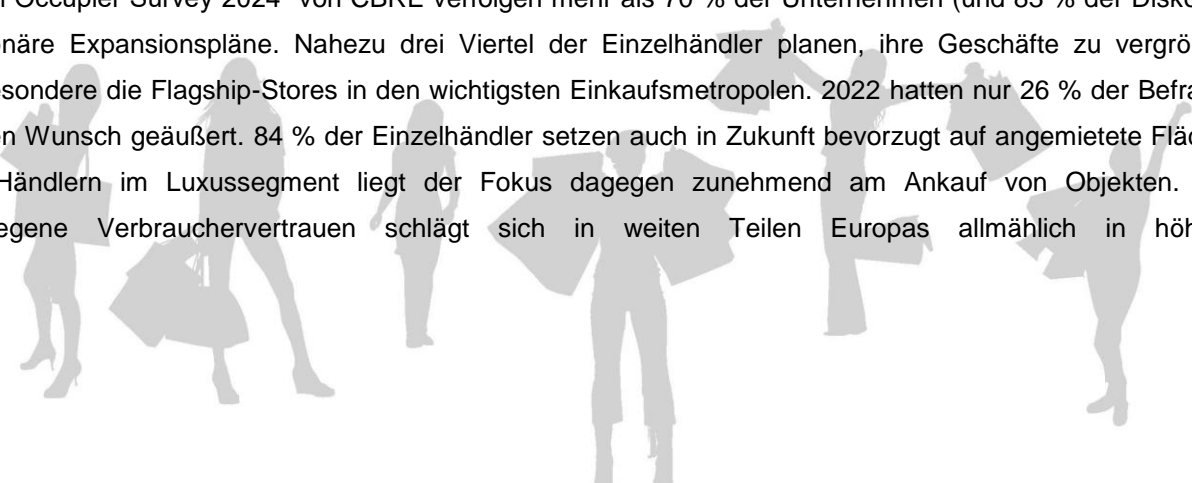 Occupier Survey 2024“ von CBRE verfolgen mehr als 70 % der Unternehmen (und 83 % der Disko
onäre Expansionspläne. Nahezu drei Viertel der Einzelhändler planen, ihre Geschäfte zu vergrö
esondere die Flagship-Stores in den wichtigsten Einkaufsmetropolen. 2022 hatten nur 26 % der Befra
en Wunsch geäußert. 84 % der Einzelhändler setzen auch in Zukunft bevorzugt auf angemietete Fläc
Händlern im Luxussegment liegt der Fokus dagegen zunehmend am Ankauf von Objekten.
egene Verbrauchervertrauen schlägt sich in weiten Teilen Europas allmählich in höh